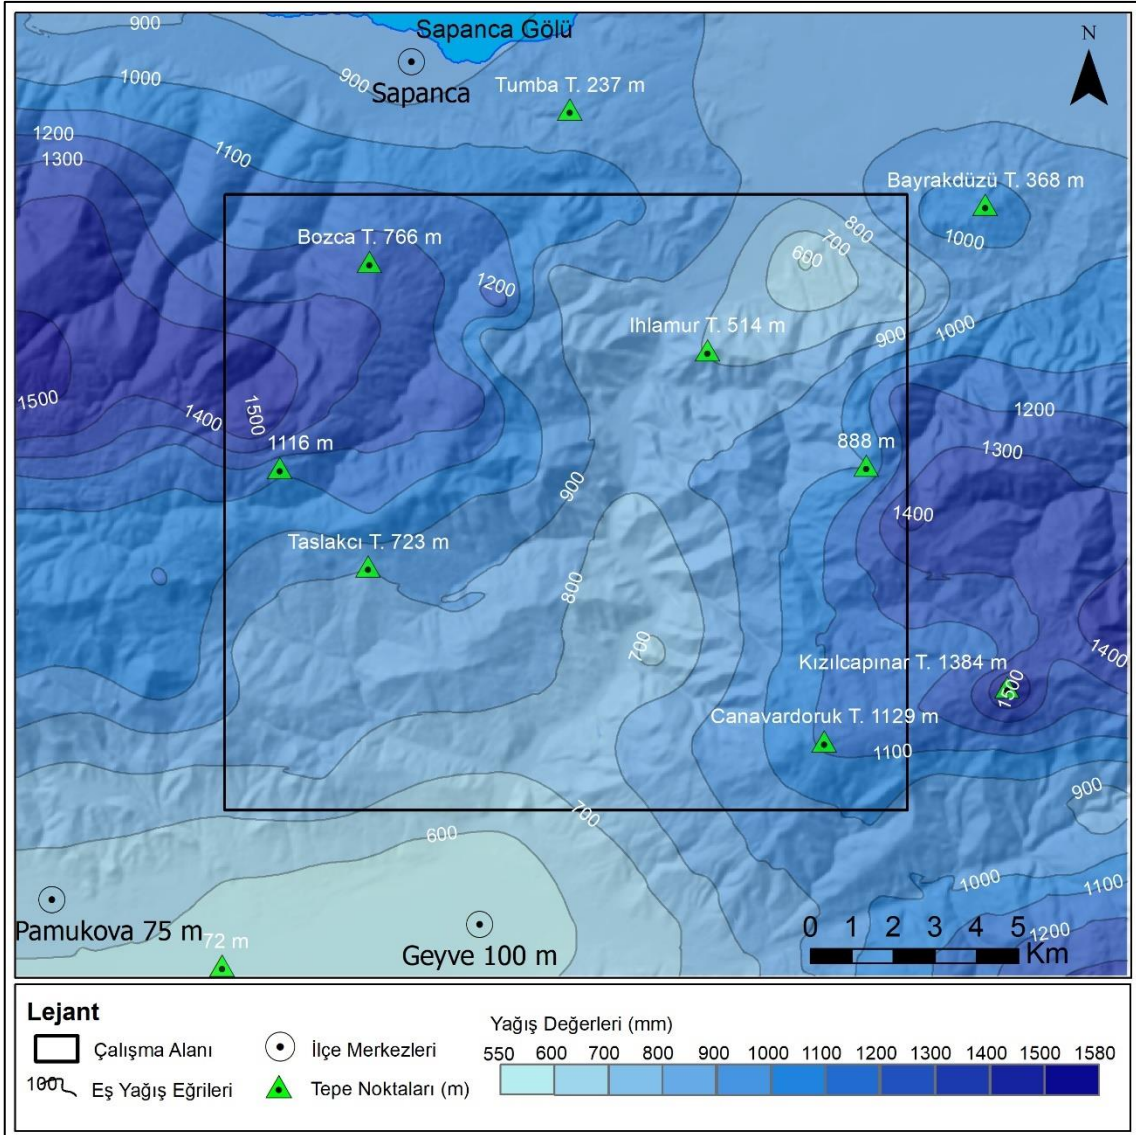 900
Sapanca Gölü
N
1000
900
Sapanca
Tumba T. 237 m
1200
1300
1100
Bayrakdüzü T. 368 m
Bozca T. 766 m
800
700
600
1000
1200
Ihlamur T. 514 m
900
1000
1500
1400
1500
1200
1116 m
888 m
1300
900
1400
Taslakcı T. 723 m
800
700
1400
Kızılcapınar T. 1384 m
1500
Canavardoruk T. 1129 m
1100
900
700
600
1000
1100
Pamukova 75 m
72 m
Geyve 100 m
0 1 2 3 4 5
Km
1200
Lejant
Çalışma Alanı
İlçe Merkezleri
100
Eş Yağış Eğrileri
Tepe Noktaları (m)
Yağış Değerleri (mm)
550 600 700 800 900 1000 1100 1200 1300 1400 1500 1580